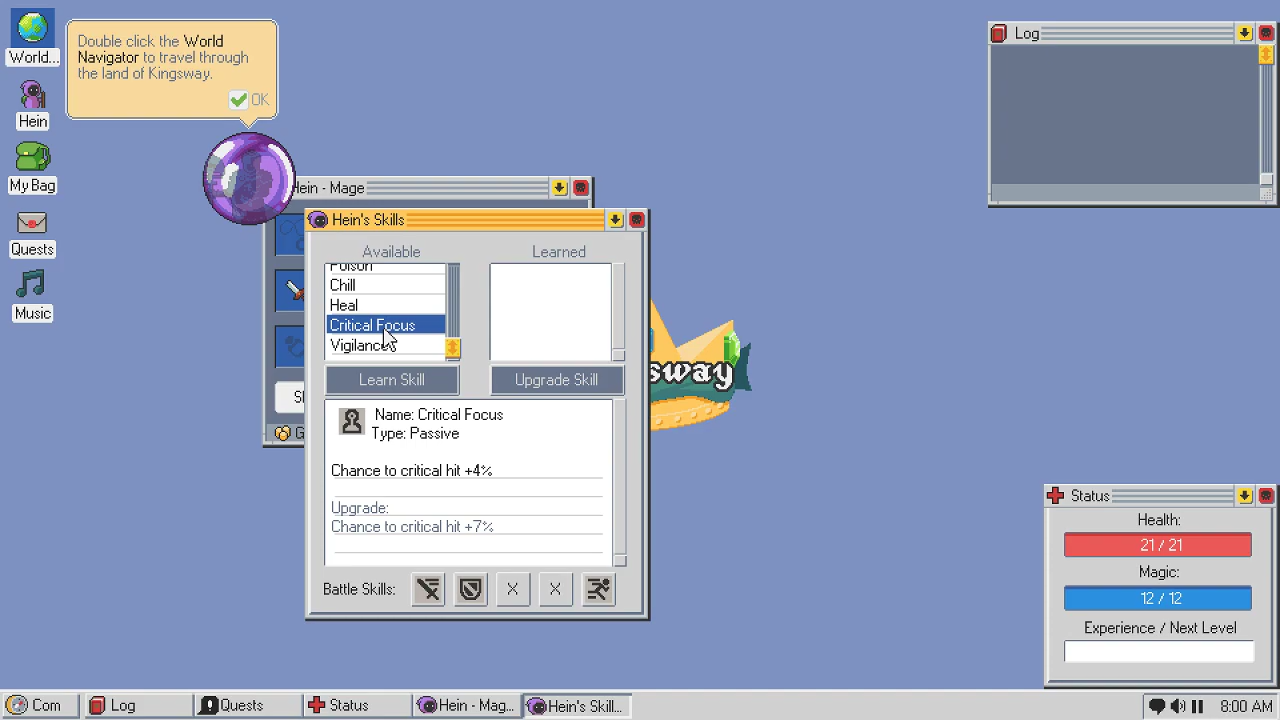 World...
Double click the World
Navigator to travel through
the land of Kingsway.
OK
Log
Hein
My Bag
Quests
Music
Hein - Mage
Hein's Skills
Available
Learned
Poison
Chill
Heal
Critical Focus
Vigilance
Learn Skill
Upgrade Skill
Name: Critical Focus
Type: Passive
Chance to critical hit +4%
Upgrade:
Chance to critical hit +7%
Battle Skills:
X
X
S
G
sway
Status
Health:
21 / 21
Magic:
12 / 12
Experience / Next Level
Com
Log
Quests
Status
Hein - Mag...
Hein's Skill...
8:00 AM